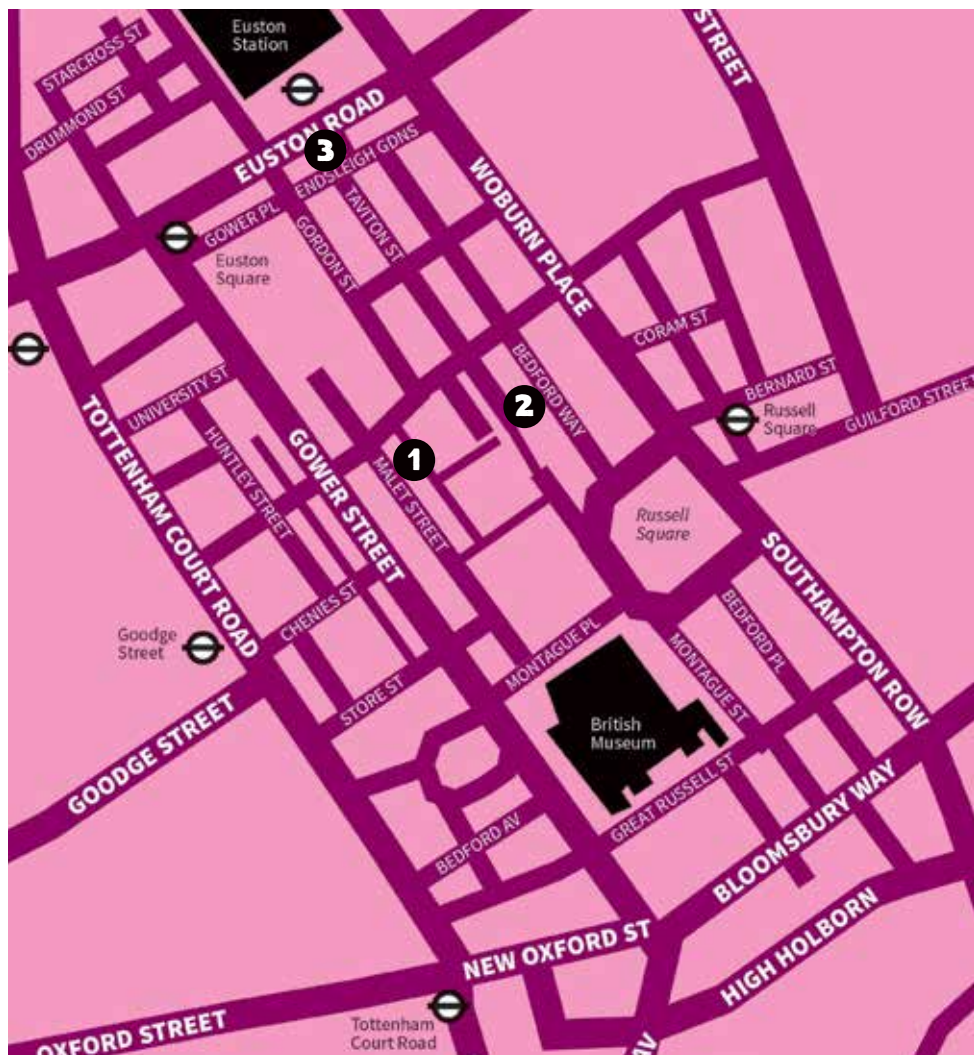 Euston
Station
STARCROSS ST
STREET
DRUMMOND ST
EUSTON ROAD
3
ENDSLEIGH GDNS
WOBURN PLACE
TAVITON ST
GOWER PL
GORDON ST
Euston
Square
CORAM ST
BEDFORD WAY
BERNARD ST
UNIVERSITY ST
2
Russell
Square
GUILFORD STREET
TOTTENHAM COURT ROAD
HUNTLEY STREET
GOWER STREET
1
MALET STREET
Russell
Square
SOUTHAMPTON ROW
CHENIES ST
BEDFORD PL
Goodge
Street
MONTAGUE PL
MONTAGUE ST
STORE ST
British
Museum
GOODGE STREET
GREAT RUSSELL ST
BEDFORD AV
BLOOMSBURY WAY
NEW OXFORD ST
HIGH HOLBORN
Tottenham
Court Road
OXFORD STREET
AV